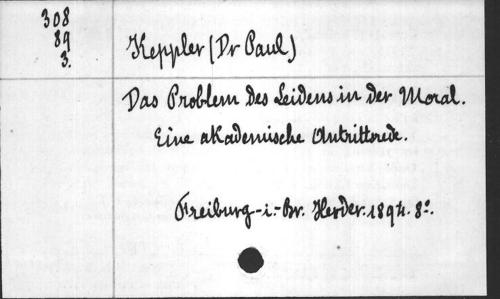 308
89
3.
Keppler (Dr Paul)
Das Problem des Leidens in der Moral.
Eine akademische Antrittsrede.
Freiburg-i.-Br. Herder. 1894. 8º.